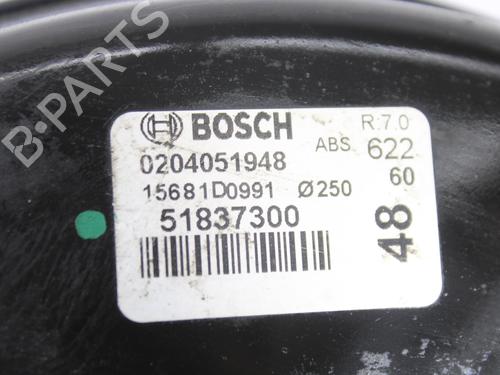 B-PARTS
BOSCH R:7.0
0204051948 ABS 622
15681D0991 Ø250 60
51837300
48